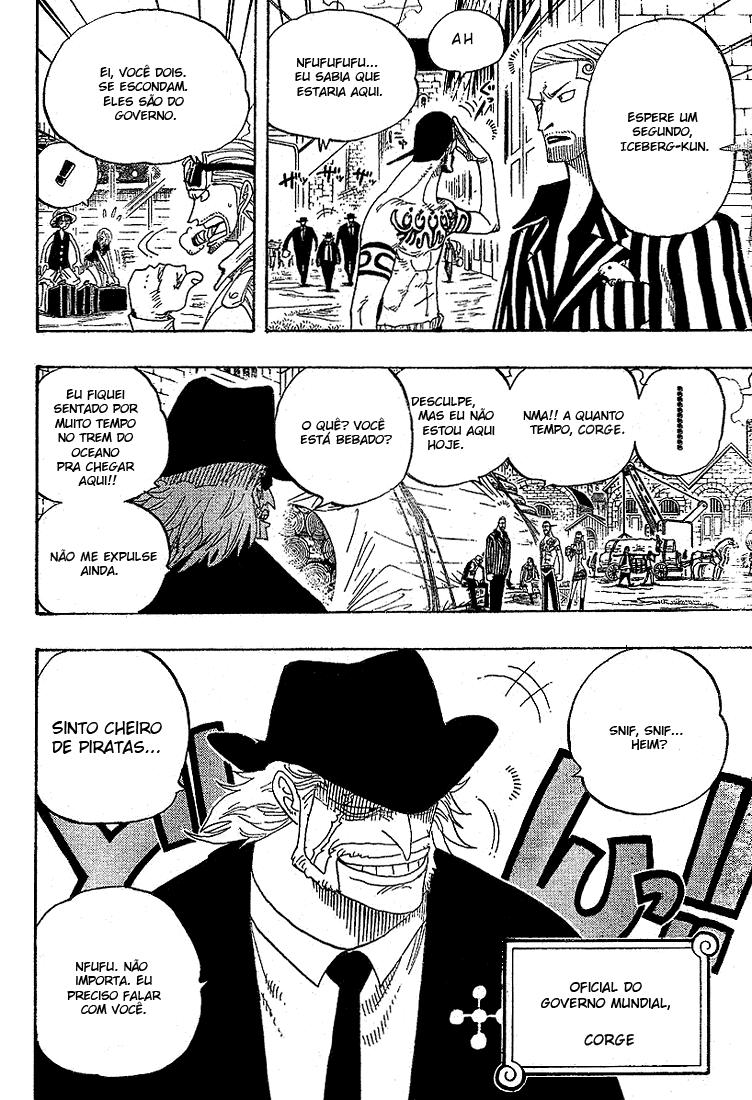 ESPERE UM
SEGUNDO,
ICEBERG-KUN.
AH
NFUFUFUFU...
EU SABIA QUE
ESTARIA AQUI.
EI, VOCÊ DOIS.
SE ESCONDAM.
ELES SÃO DO
GOVERNO.
!
NMA!! A QUANTO
TEMPO, CORGE.
DESCULPE,
MAS EU NÃO
ESTOU AQUI
HOJE.
O QUÊ? VOCÊ
ESTÁ BEBADO?
EU FIQUEI
SENTADO POR
MUITO TEMPO
NO TREM DO
OCEANO
PRA CHEGAR
AQUI!!
NÃO ME EXPULSE
AINDA.
SNIF, SNIF...
HEIM?
SINTO CHEIRO
DE PIRATAS...
NFUFU. NÃO
IMPORTA. EU
PRECISO FALAR
COM VOCÊ.
OFICIAL DO
GOVERNO MUNDIAL,
CORGE